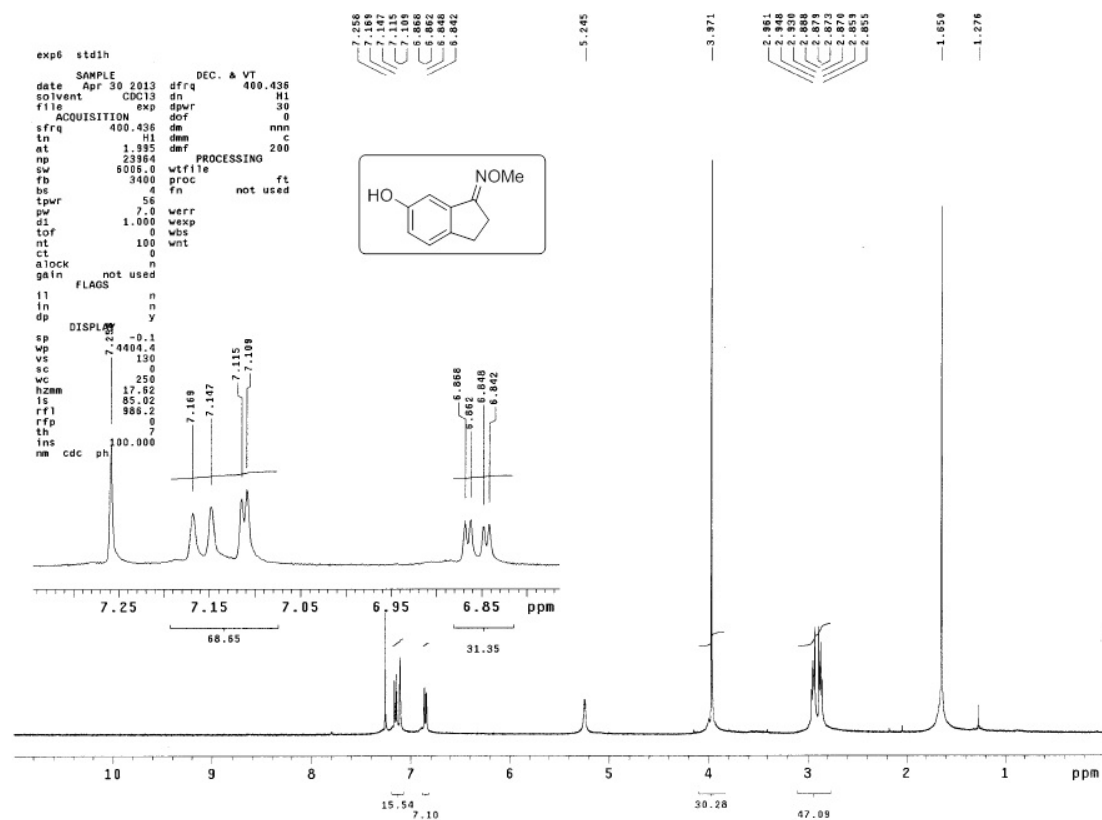 7.258 7.169 7.147 7.115 7.109 6.868 6.862 6.848 6.842
5.245
3.971
2.961 2.948 2.930 2.888 2.879 2.873 2.870 2.859 2.855
1.650
1.276
exp6 std1h
SAMPLE DEC. & VT
date Apr 30 2013 dfrq 400.436
solvent CDCl3 dn H1
file exp dpwr 30
ACQUISITION dof 0
sfrq 400.436 dm nnn
tn H1 dmm c
at 1.995 dmf 200
np 23964 PROCESSING
sw 6006.0 wtfile
fb 3400 proc ft
bs 4 fn not used
tpwr 56
pw 7.0 werr
d1 1.000 wexp
tof 0 wbs
nt 100 wnt
ct 0
alock n
gain not used
FLAGS
il n
in n
dp y
DISPLAY
sp -0.1
wp 4404.4
vs 130
sc 0
wc 250
hzmm 17.62
is 85.02
rfl 986.2
rfp 0
th 7
ins 100.000
nm cdc ph
HO
NOMe
7.169
7.147
7.115
7.109
6.868
6.862
6.848
6.842
7.25 7.15 7.05 6.95 6.85 ppm
68.65 31.35
10 9 8 7 6 5 4 3 2 1 ppm
15.54 7.10 30.28 47.09